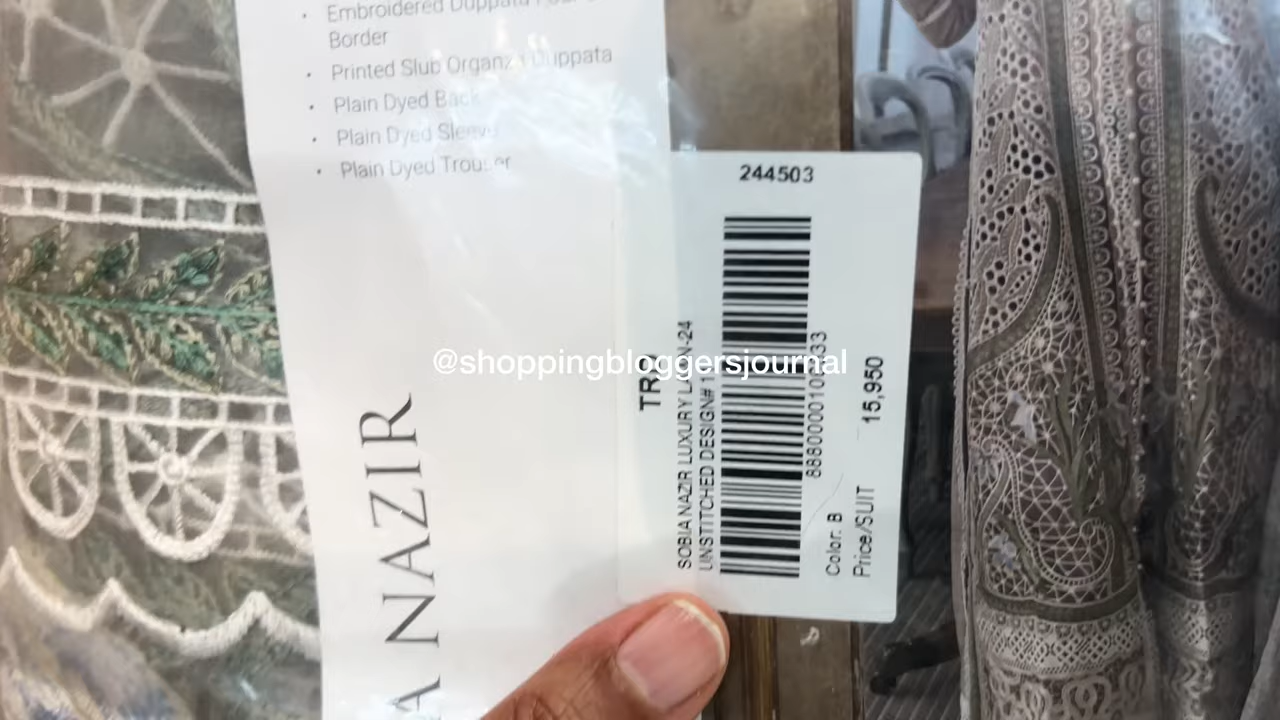 Embroidered Duppata
Border
Printed Slub Organza Duppata
Plain Dyed Back
Plain Dyed Sleeve
Plain Dyed Trouser
A NAZIR
244503
SOBIA NAZIR LUXURY LAWN-24
UNSTITCHED DESIGN# 1
Color: B
Price/SUIT 15,950
@shoppingbloggersjournal